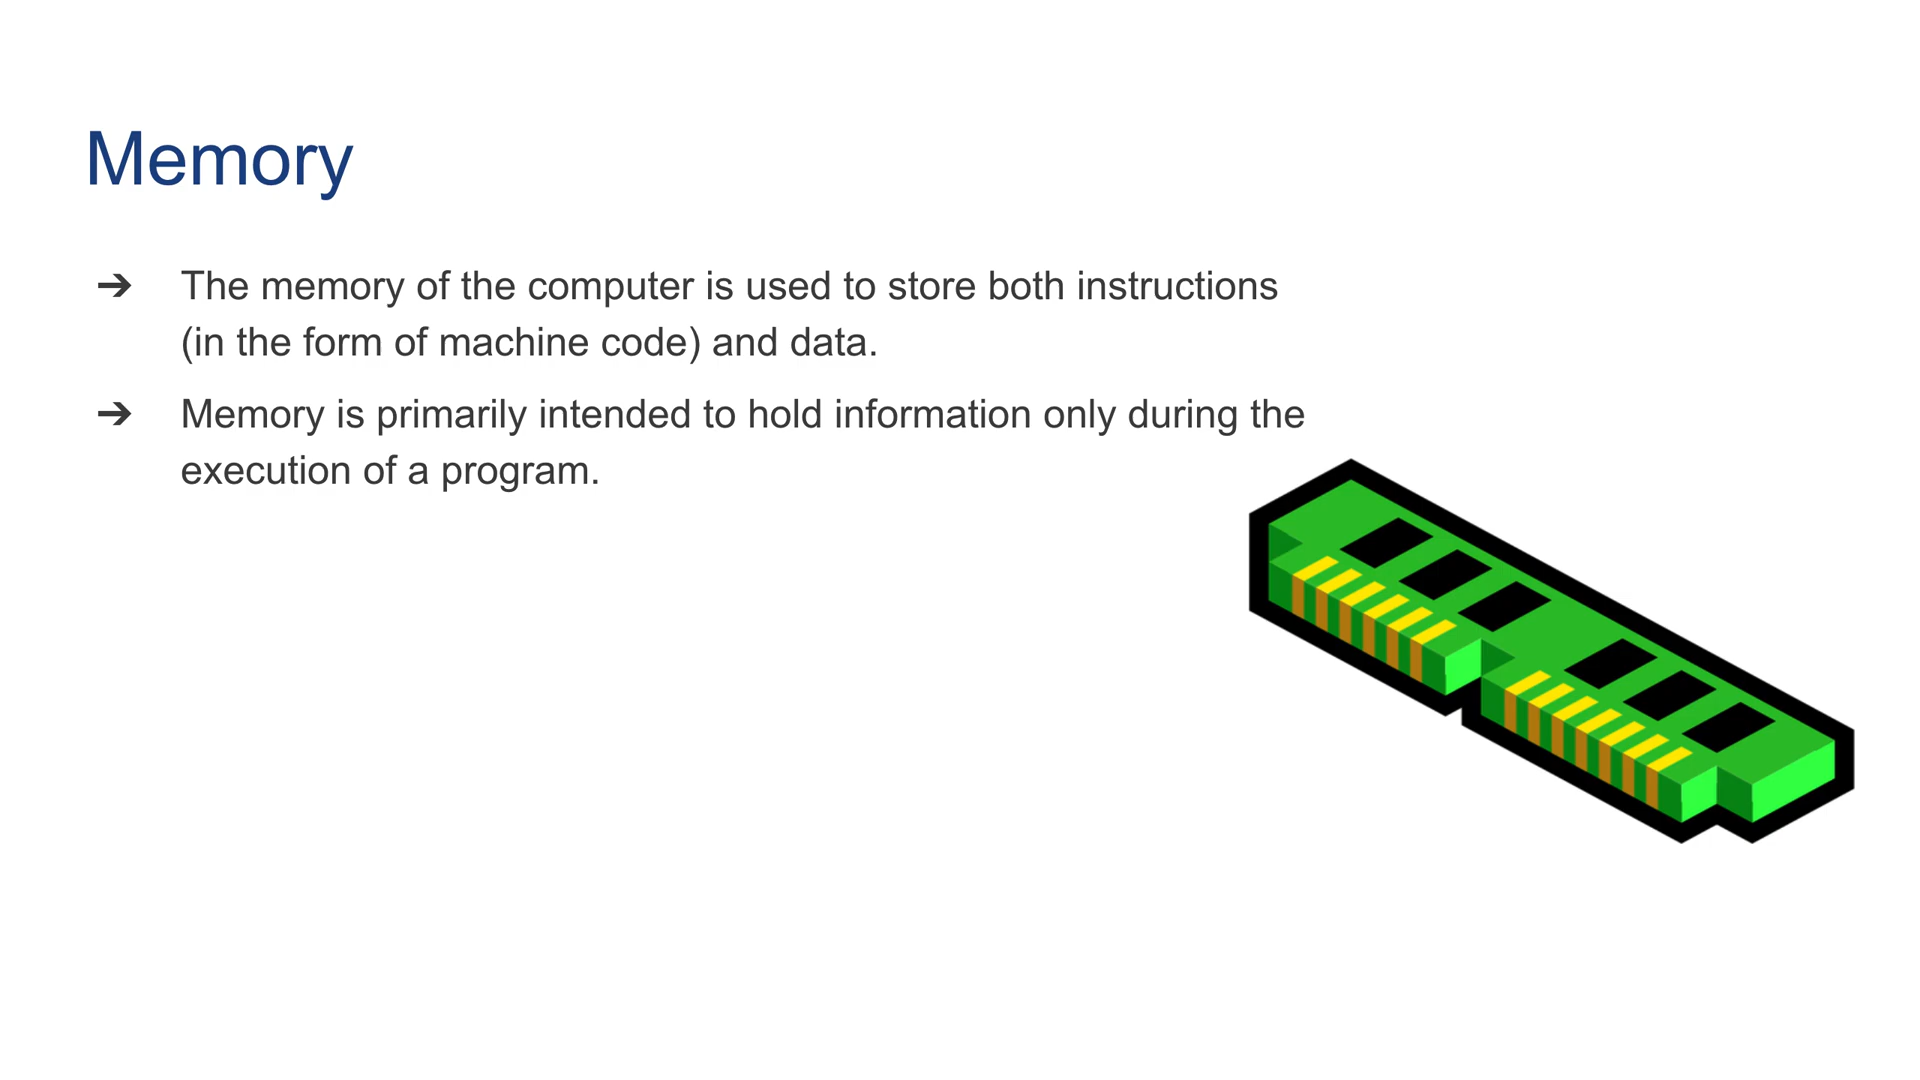 Memory
➔ The memory of the computer is used to store both instructions
(in the form of machine code) and data.
➔ Memory is primarily intended to hold information only during the
execution of a program.